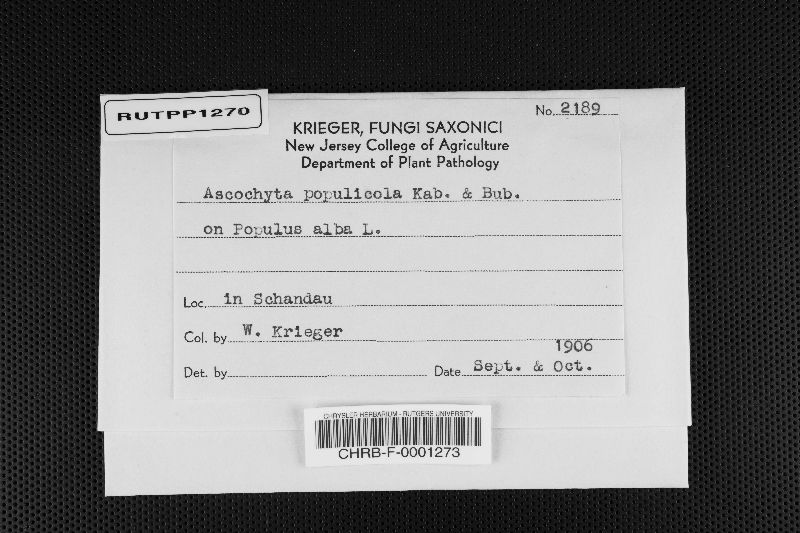 RUTPP1270
No. 2189
KRIEGER, FUNGI SAXONICI
New Jersey College of Agriculture
Department of Plant Pathology
Ascochyta populicola Kab. & Bub.
on Populus alba L.
Loc. in Schandau
Col. by W. Krieger
1906
Det. by Date Sept. & Oct.
CHRYSLER HERBARIUM - RUTGERS UNIVERSITY
CHRB-F-0001273